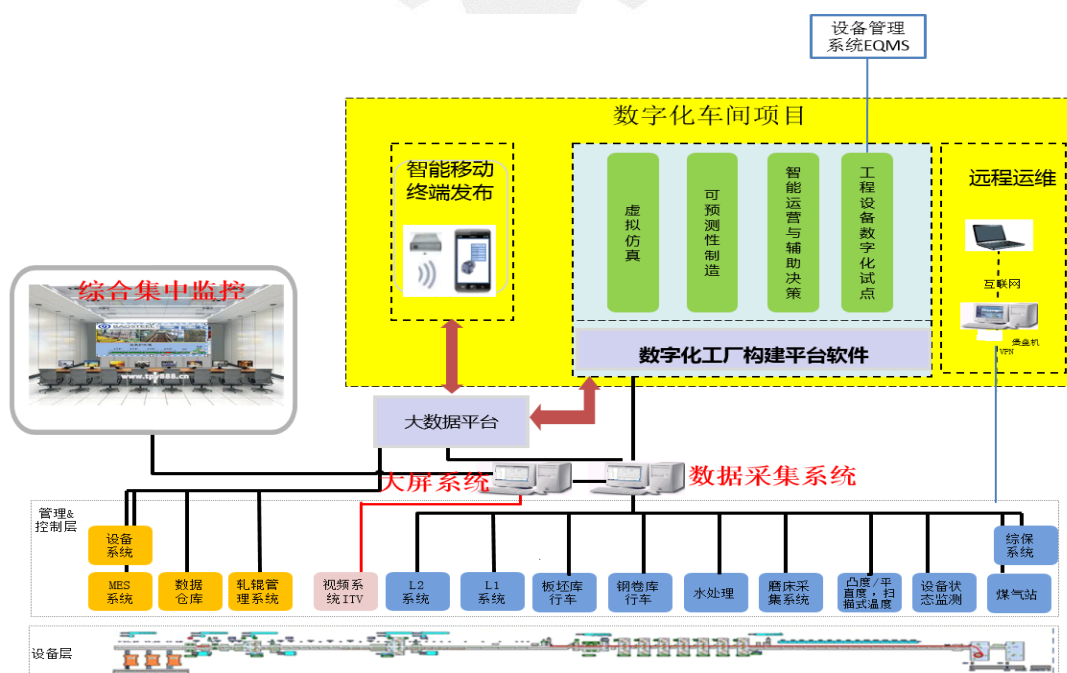 设备管理
系统EQMS
数字化车间项目
智能移动
终端发布
虚拟仿真
可预测性制造
智能运营与辅助决策
工程设备数字化试点
远程运维
互联网
堡垒机
VPN
数字化工厂构建平台软件
综合集中监控
BAOSTEEL
www.tpy888.cn
大数据平台
大屏系统
数据采集系统
管理&
控制层
设备
系统
综保
系统
MES
系统
数据
仓库
轧辊管
理系统
视频系
统ITV
L2
系统
L1
系统
板坯库
行车
钢卷库
行车
水处理
磨床采
集系统
凸度/平
直度，扫
描式温度
设备状
态监测
煤气站
设备层